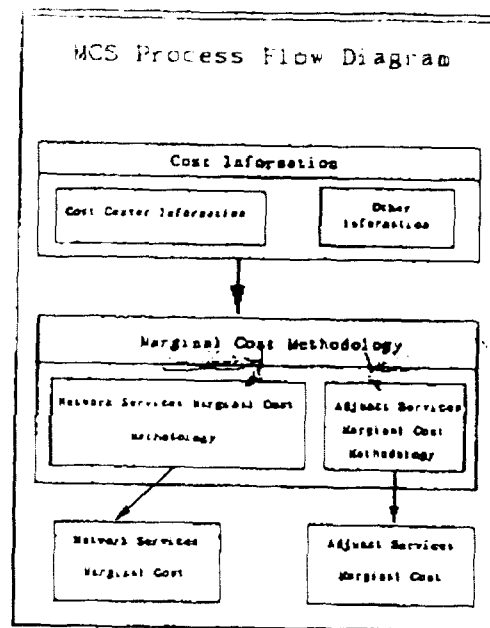 MCS Process Flow Diagram
Cost Information
Cost Center Information
Other
Information
Marginal Cost Methodology
Network Services Marginal Cost
Methodology
Adjunct Services
Marginal Cost
Methodology
Network Services
Marginal Cost
Adjunct Services
Marginal Cost